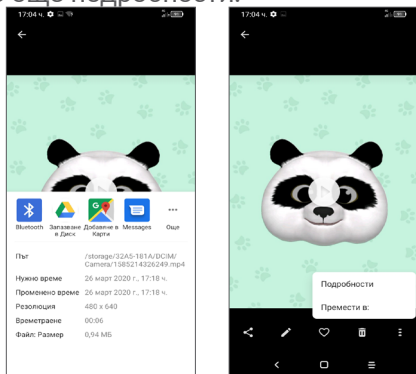 още подробности.
17:04 ч.
Bluetooth
Запазване в Диск
Добавяне в Карти
Messages
Още
Път /storage/32A5-181A/DCIM/
Camera/1585214326249.mp4
Нужно време 26 март 2020 г., 17:18 ч.
Променено време 26 март 2020 г., 17:18 ч.
Резолюция 480 x 640
Времетраене 00:06
Файл: Размер 0,94 МБ
17:04 ч.
Подробности
Премести в: